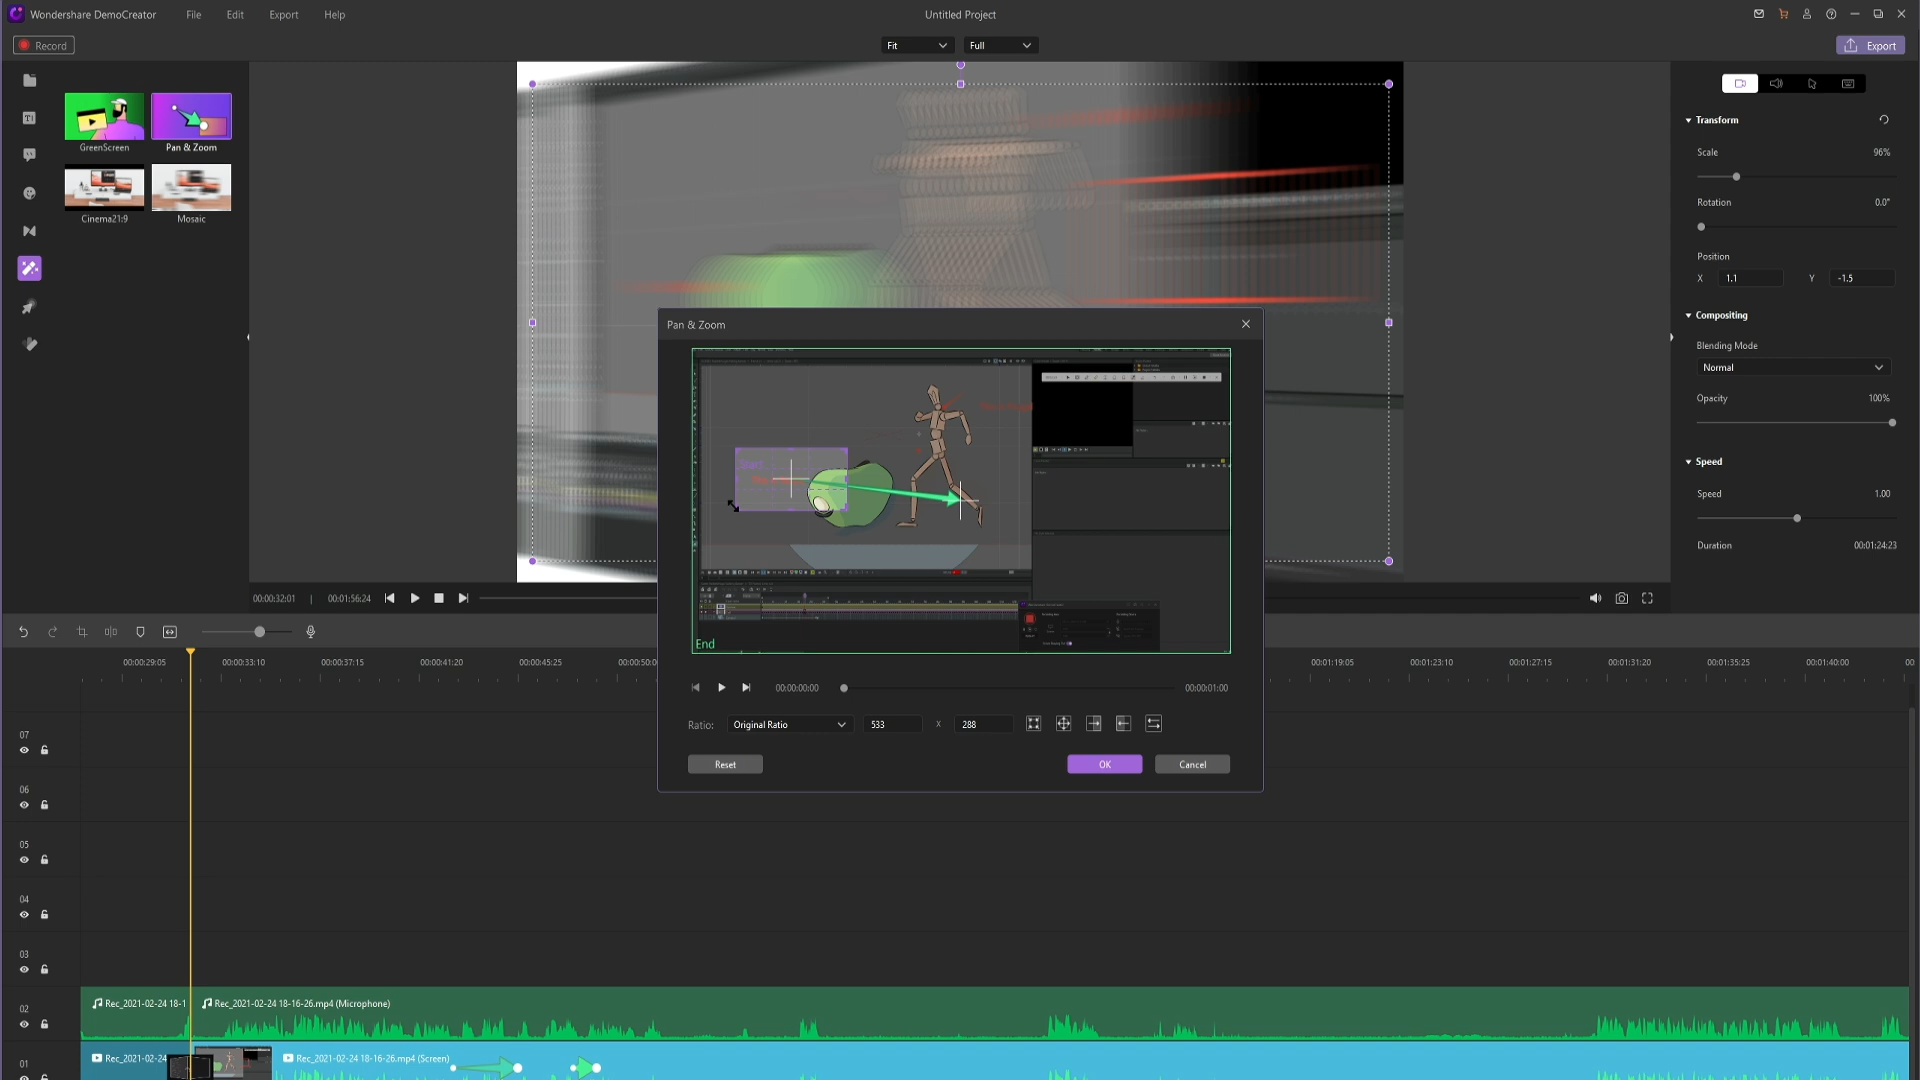 Wondershare DemoCreator
File
Edit
Export
Help
Untitled Project
Record
Fit
Full
Export
GreenScreen
Pan & Zoom
Cinema21:9
Mosaic
Transform
Scale
96%
Rotation
0.0°
Position
X
1.1
Y
-1.5
Compositing
Blending Mode
Normal
Opacity
100%
Speed
Speed
1.00
Duration
00:01:24:23
Pan & Zoom
Start
End
00:00:00:00
00:00:01:00
Ratio:
Original Ratio
533
x
288
Reset
OK
Cancel
00:00:32:01
|
00:01:56:24
00:00:29:05
00:00:33:10
00:00:37:15
00:00:41:20
00:00:45:25
00:00:50:0
00:01:19:05
00:01:23:10
00:01:27:15
00:01:31:20
00:01:35:25
00:01:40:00
00
07
06
05
04
03
02
Rec_2021-02-24 18-1
Rec_2021-02-24 18-16-26.mp4 (Microphone)
01
Rec_2021-02-24
Rec_2021-02-24 18-16-26.mp4 (Screen)